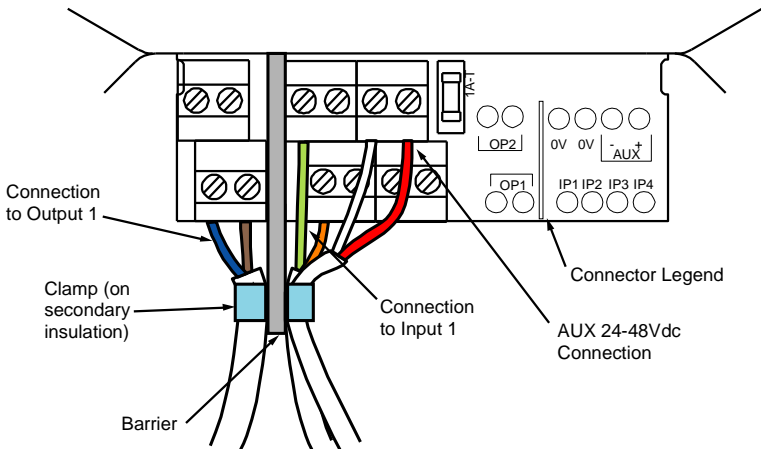 1A-T
OP2
0V 0V - +
AUX
OP1
IP1 IP2 IP3 IP4
Connection
to Output 1
Clamp (on
secondary
insulation)
Barrier
Connection
to Input 1
Connector Legend
AUX 24-48Vdc
Connection